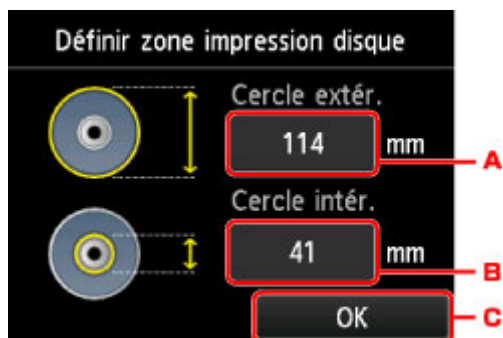 Définir zone impression disque
Cercle extér.
114 mm
A
Cercle intér.
41 mm
B
OK
C